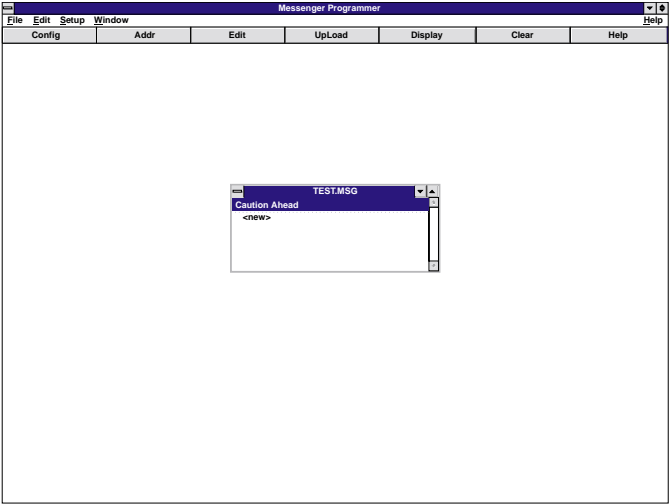 Messenger Programmer
File Edit Setup Window Help
Config Addr Edit UpLoad Display Clear Help
TEST.MSG
Caution Ahead
<new>